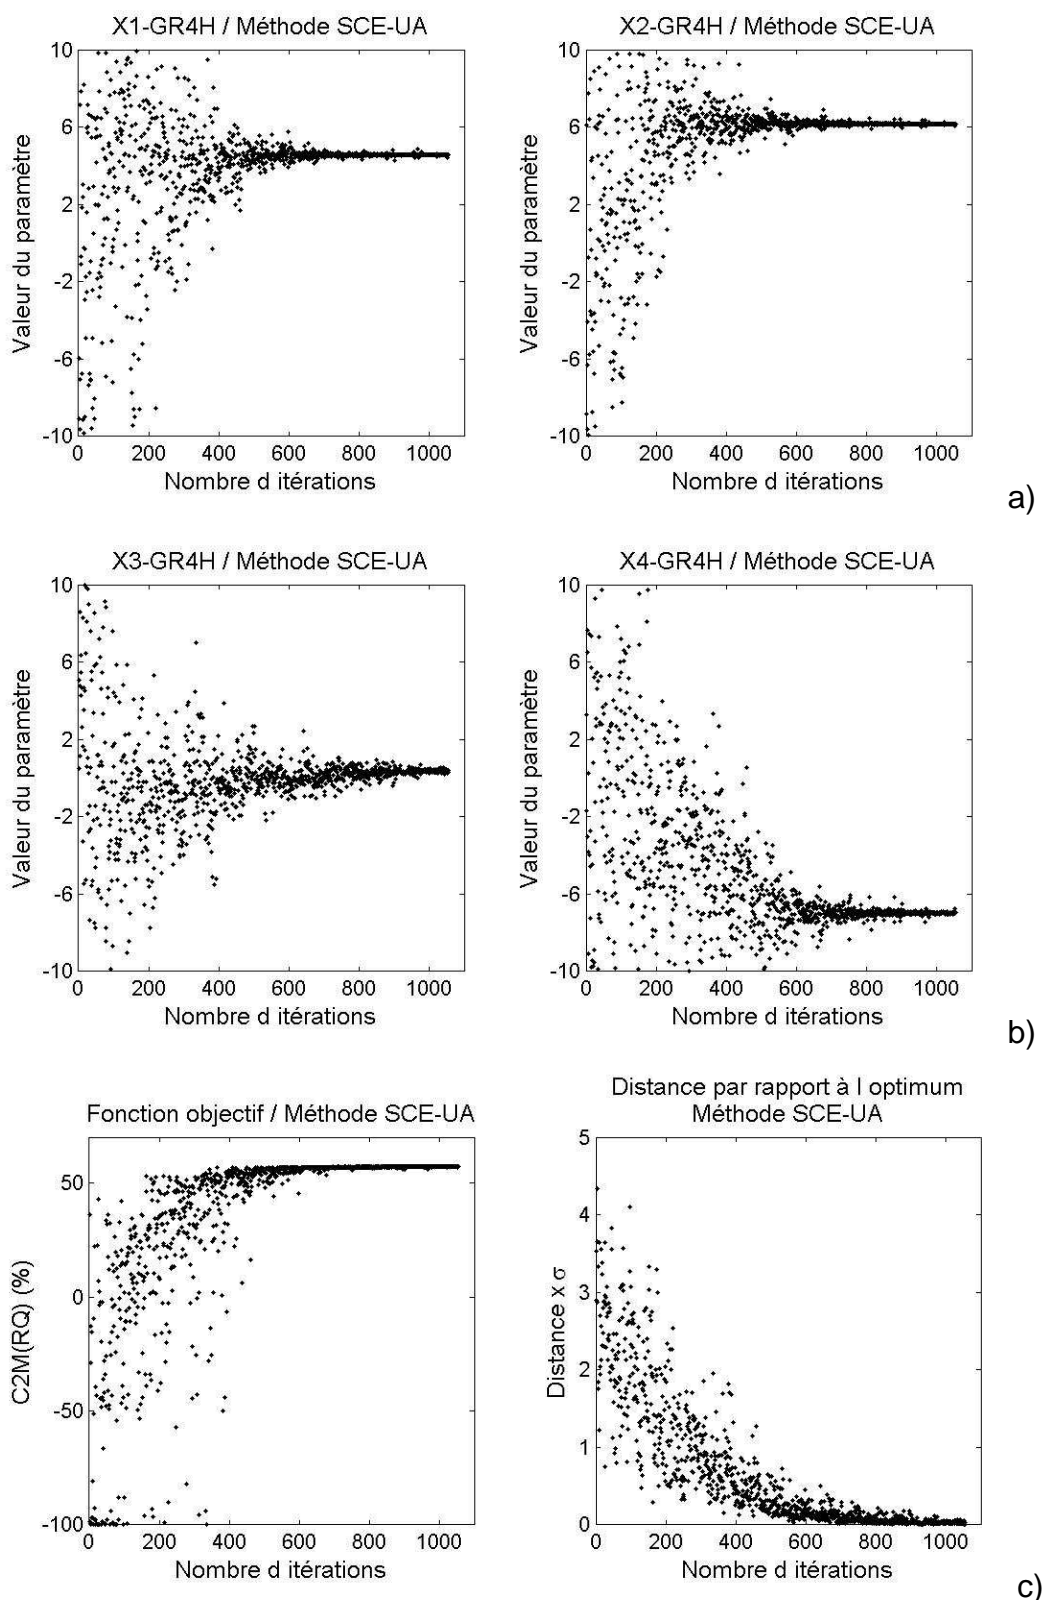 X1-GR4H / Méthode SCE-UA
X2-GR4H / Méthode SCE-UA
10
6
2
-2
-6
-10
Valeur du paramètre
0 200 400 600 800 1000
Nombre d itérations
10
6
2
-2
-6
-10
Valeur du paramètre
0 200 400 600 800 1000
Nombre d itérations
a)
X3-GR4H / Méthode SCE-UA
X4-GR4H / Méthode SCE-UA
10
6
2
-2
-6
-10
Valeur du paramètre
0 200 400 600 800 1000
Nombre d itérations
10
6
2
-2
-6
-10
Valeur du paramètre
0 200 400 600 800 1000
Nombre d itérations
b)
Fonction objectif / Méthode SCE-UA
Distance par rapport à l optimum
Méthode SCE-UA
50
0
-50
-100
C2M(RQ) (%)
0 200 400 600 800 1000
Nombre d itérations
5
4
3
2
1
0
Distance x σ
0 200 400 600 800 1000
Nombre d itérations
c)